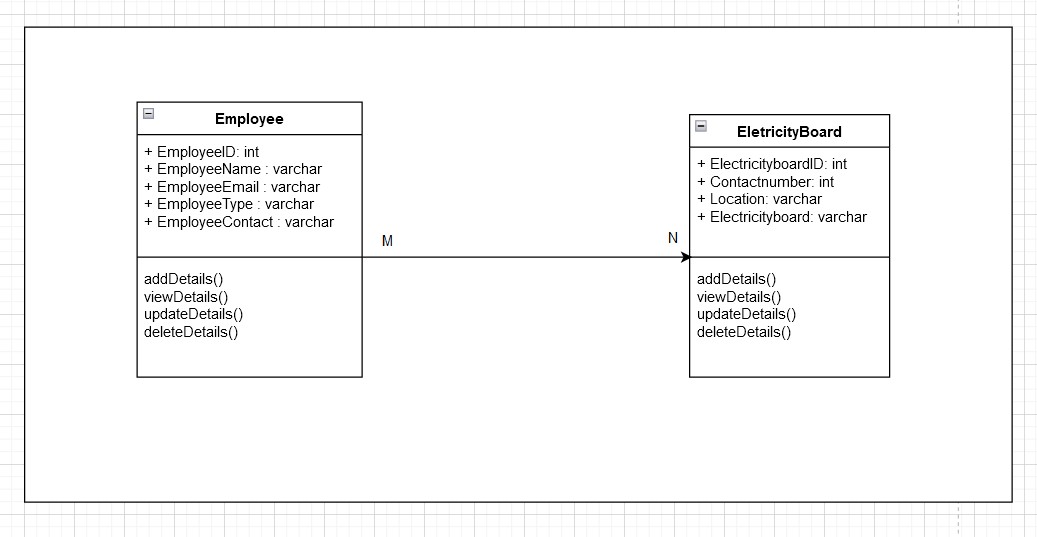 Employee
+ EmployeeID: int
+ EmployeeName : varchar
+ EmployeeEmail : varchar
+ EmployeeType : varchar
+ EmployeeContact : varchar
addDetails()
viewDetails()
updateDetails()
deleteDetails()
M
N
EletricityBoard
+ ElectricityboardID: int
+ Contactnumber: int
+ Location: varchar
+ Electricityboard: varchar
addDetails()
viewDetails()
updateDetails()
deleteDetails()